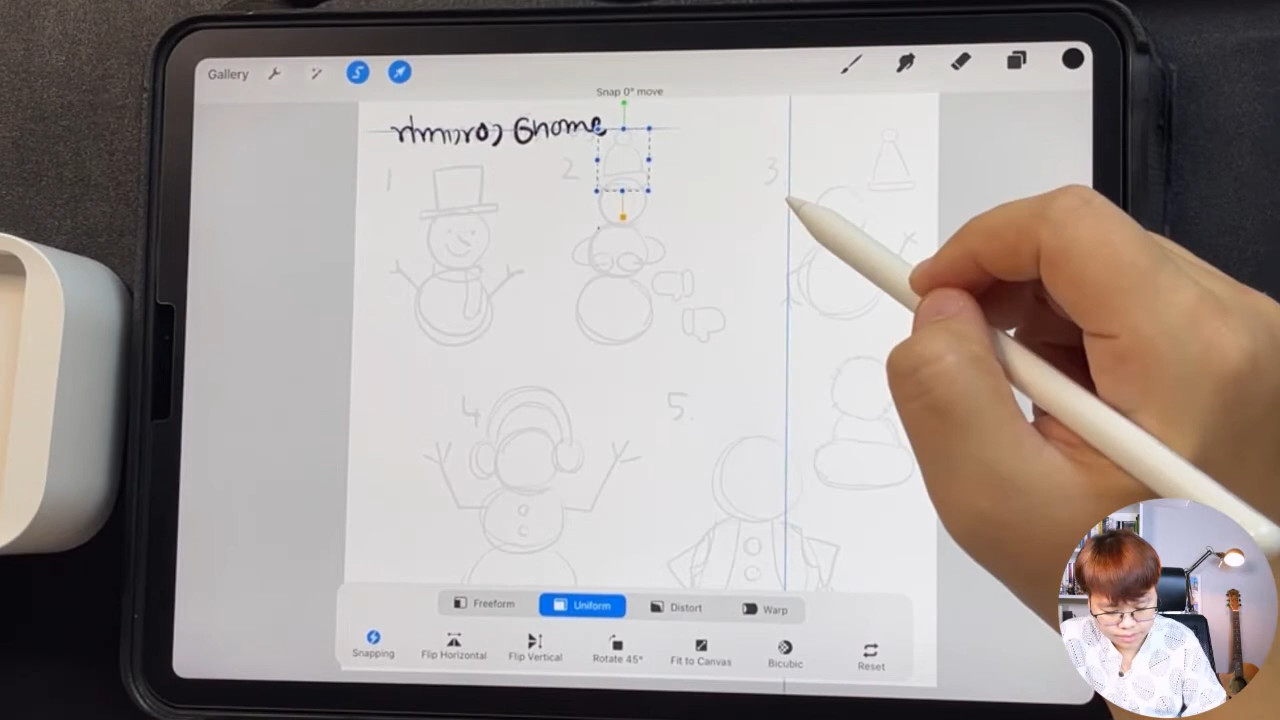 Gallery
Snap 0° move
Gnome
1
2
3
4
5.
Freeform
Uniform
Distort
Warp
Snapping
Flip Horizontal
Flip Vertical
Rotate 45°
Fit to Canvas
Bicubic
Reset